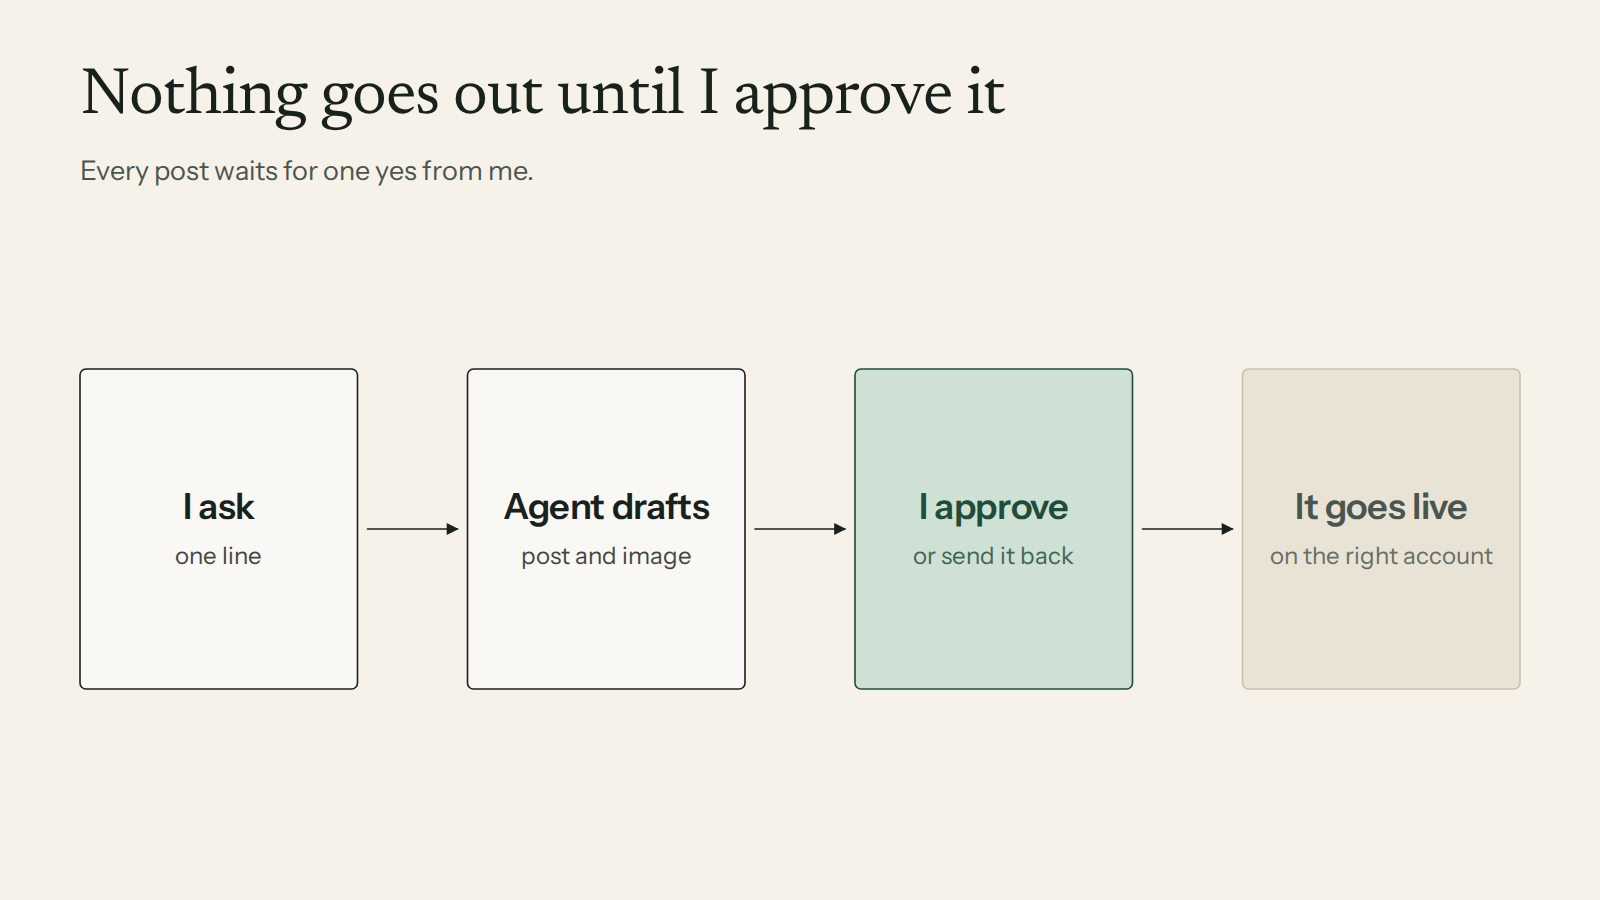 Nothing goes out until I approve it
Every post waits for one yes from me.
I ask
one line
Agent drafts
post and image
I approve
or send it back
It goes live
on the right account